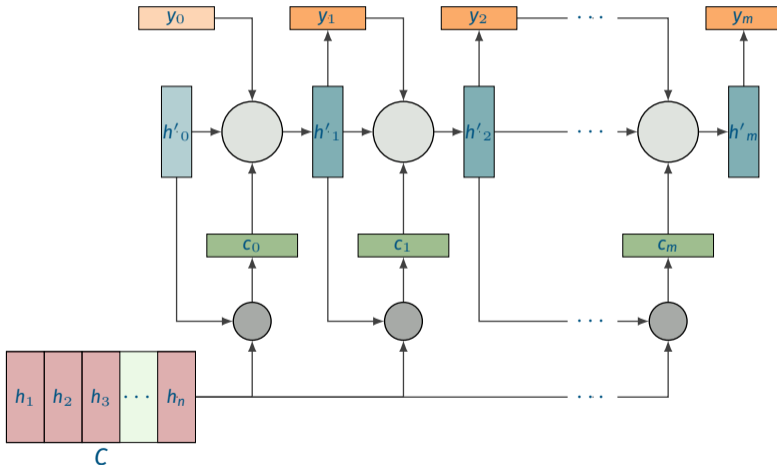 y₀ y₁ y₂ ··· yₘ
h′₀ h′₁ h′₂ ··· h′ₘ
c₀ c₁ cₘ
···
h₁ h₂ h₃ ··· hₙ ···
C